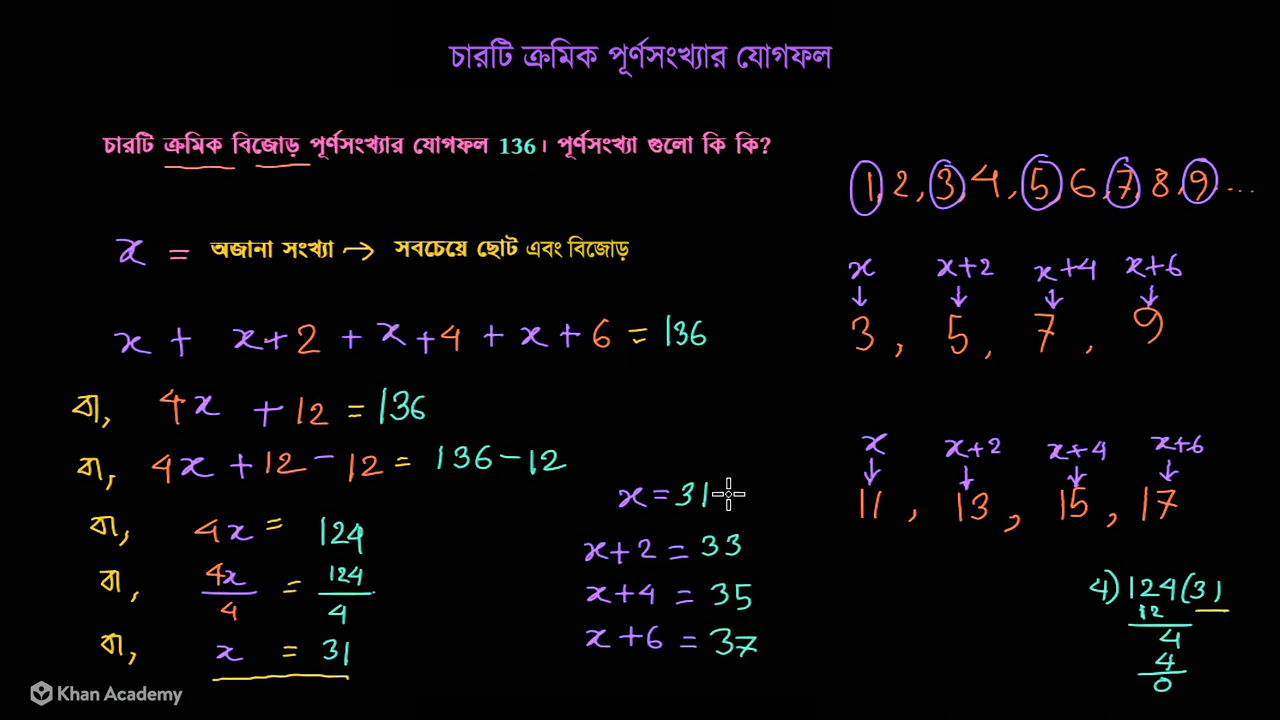 চারটি ক্রমিক পূর্ণসংখ্যার যোগফল
চারটি ক্রমিক বিজোড় পূর্ণসংখ্যার যোগফল 136। পূর্ণসংখ্যা গুলো কি কি?
1, 2, 3, 4, 5, 6, 7, 8, 9, ...
x = অজানা সংখ্যা → সবচেয়ে ছোট এবং বিজোড়
x x+2 x+4 x+6
↓ ↓ ↓ ↓
3, 5, 7, 9
x + x+2 + x+4 + x+6 = 136
বা, 4x + 12 = 136
বা, 4x + 12 - 12 = 136 - 12
বা, 4x = 124
বা, 4x/4 = 124/4
বা, x = 31
x = 31
x+2 = 33
x+4 = 35
x+6 = 37
x x+2 x+4 x+6
↓ ↓ ↓ ↓
11, 13, 15, 17
4)124(31
12
4
4
0
Khan Academy